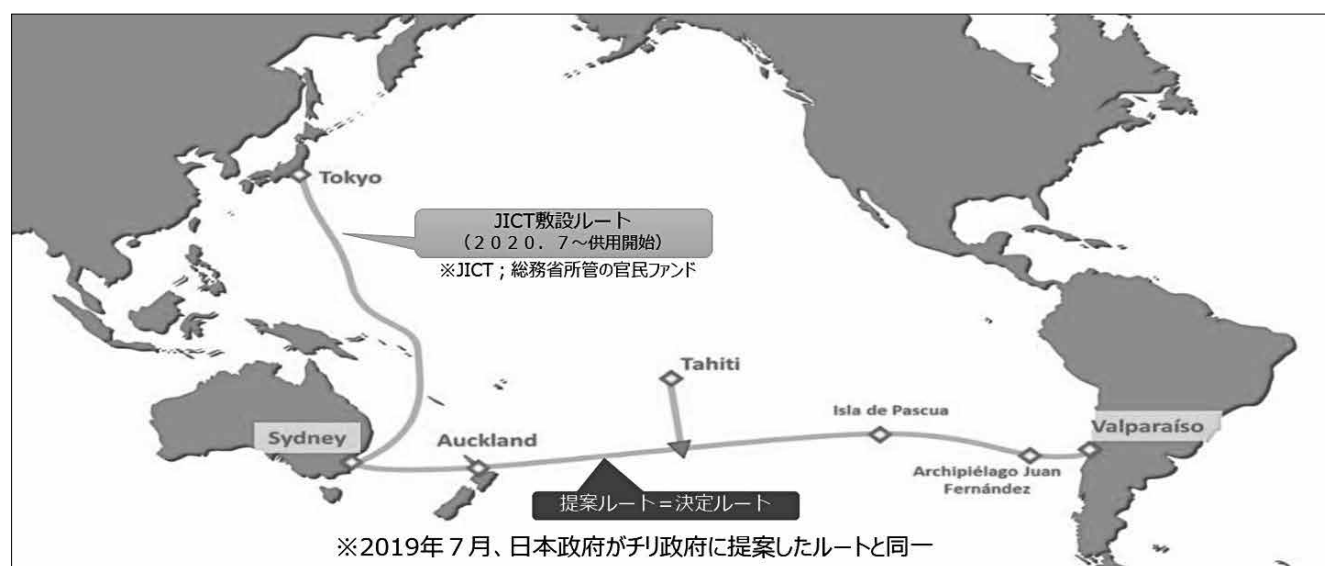 Tokyo
JICT敷設ルート
（２０２０．７～供用開始）
※JICT；総務省所管の官民ファンド
Tahiti
Isla de Pascua
Valparaíso
Sydney
Auckland
Archipiélago Juan
Fernández
提案ルート＝決定ルート
※2019年７月、日本政府がチリ政府に提案したルートと同一